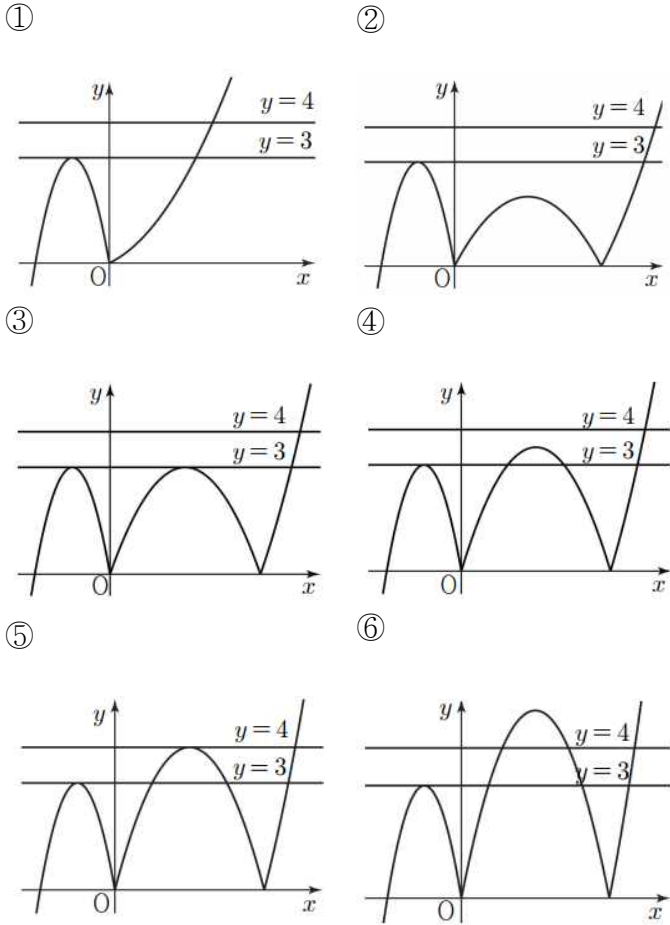 ①
y
y = 4
y = 3
O
x
②
y
y = 4
y = 3
O
x
③
y
y = 4
y = 3
O
x
④
y
y = 4
y = 3
O
x
⑤
y
y = 4
y = 3
O
x
⑥
y
y = 4
y = 3
O
x